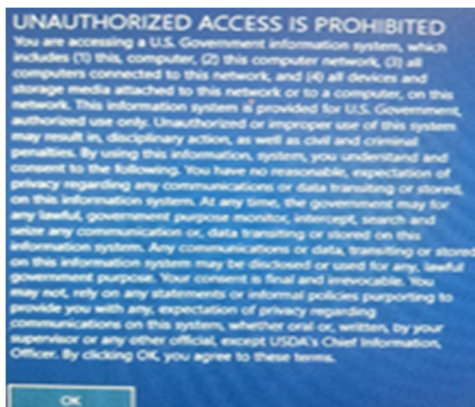 UNAUTHORIZED ACCESS IS PROHIBITED
You are accessing a U.S. Government information system, which
includes (1) this, computer, (2) this computer network, (3) all
computers connected to this network, and (4) all devices and
storage media attached to this network or to a computer, on this
network. This information system is provided for U.S. Government,
authorized use only. Unauthorized or improper use of this system
may result in, disciplinary action, as well as civil and criminal
penalties. By using this information, system, you understand and
consent to the following. You have no reasonable, expectation of
privacy regarding any communications or data transiting or stored,
on this information system. At any time, the government may for
any lawful, government purpose monitor, intercept, search and
seize any communication or, data transiting or stored on this
information system. Any communications or data, transiting or stored
on this information system may be disclosed or used for any, lawful
government purpose. Your consent is final and irrevocable. You
may not, rely on any statements or informal policies purporting to
provide you with any, expectation of privacy regarding
communications on this system, whether oral or, written, by your
supervisor or any other official, except USDA's Chief Information,
Officer. By clicking OK, you agree to these terms.
OK